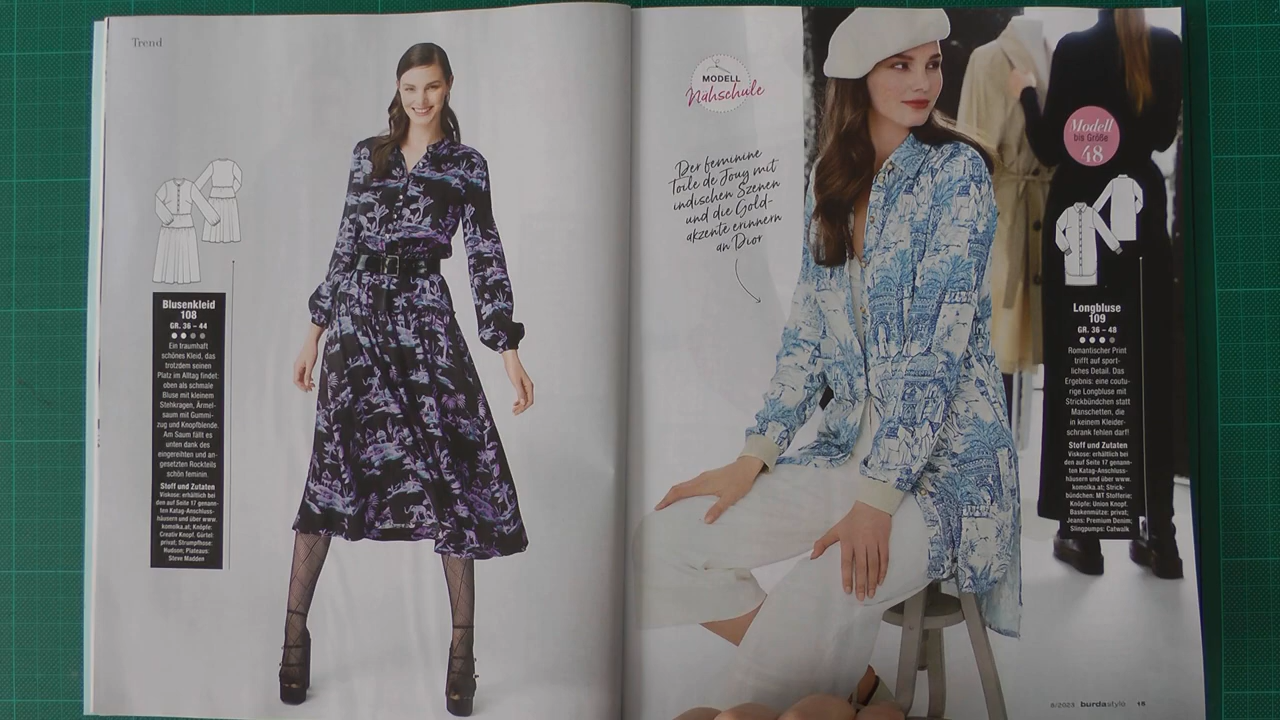 Trend
Blusenkleid
108
GR. 36 – 44
Ein traumhaft
schönes Kleid, das
trotzdem seinen
Platz im Alltag findet:
oben als schmale
Bluse mit kleinem
Stehkragen, Ärmel-
saum mit Gummi-
zug und Knopfblende.
Am Saum fällt es
unten dank des
eingereihten und an-
gesetzten Rockteils
schön feminin.
Stoff und Zutaten
Viskose: erhältlich bei
den auf Seite 17 genann-
ten Katag-Anschluss-
häusern und über www.
komolka.at; Knöpfe:
Creativ Knopf. Gürtel:
privat; Strumpfhose:
Hudson; Plateaus:
Steve Madden
MODELL
Nähschule
Der feminine
Toile de Jouy mit
indischen Szenen
und die Gold-
akzente erinnern
an Dior
Modell
bis Größe
48
Longbluse
109
GR. 36 – 48
Romantischer Print
trifft auf sport-
liches Detail. Das
Ergebnis: eine coutu-
rige Longbluse mit
Strickbündchen statt
Manschetten, die
in keinem Kleider-
schrank fehlen darf!
Stoff und Zutaten
Viskose: erhältlich bei
den auf Seite 17 genann-
ten Katag-Anschluss-
häusern und über www.
komolka.at; Strick-
bündchen: MT Stofferie;
Knöpfe: Union Knopf.
Baskenmütze: privat;
Jeans: Premium Denim;
Slingpumps: Catwalk
8/2023 burdastyle 15